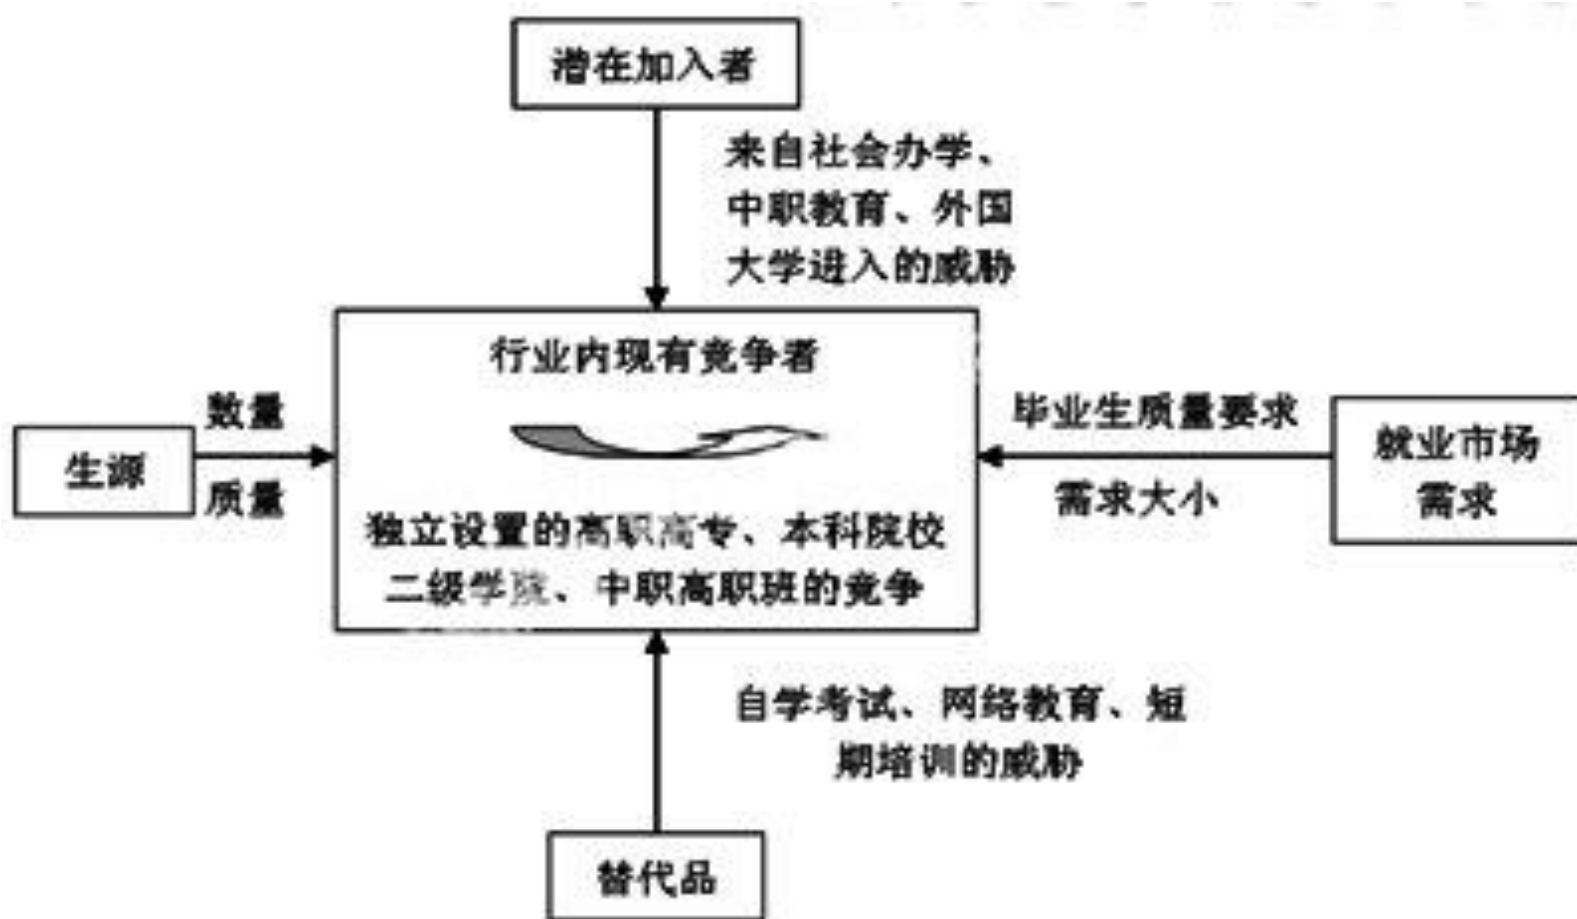 潜在加入者
来自社会办学、
中职教育、外国
大学进入的威胁
行业内现有竞争者
数量
生源
质量
毕业生质量要求
需求大小
就业市场
需求
独立设置的高职高专、本科院校
二级学院、中职高职班的竞争
自学考试、网络教育、短
期培训的威胁
替代品